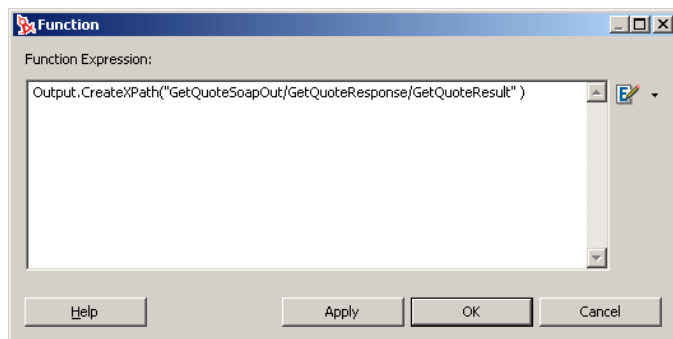 Function
Function Expression:
Output.CreateXPath("GetQuoteSoapOut/GetQuoteResponse/GetQuoteResult" )
Help
Apply
OK
Cancel